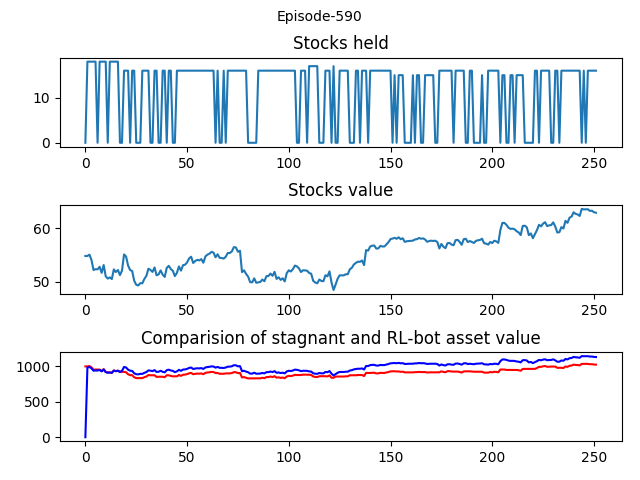 Episode-590
Stocks held
10
0
0 50 100 150 200 250
Stocks value
60
50
0 50 100 150 200 250
Comparision of stagnant and RL-bot asset value
1000
500
0
0 50 100 150 200 250